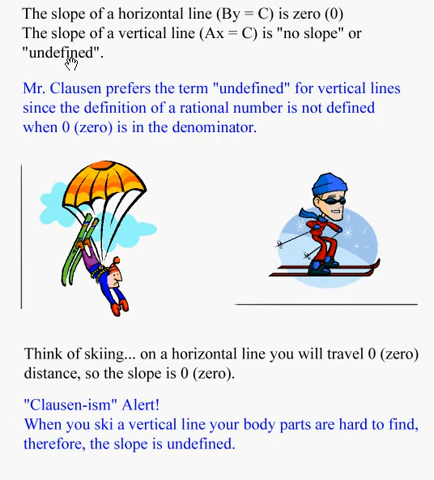 The slope of a horizontal line (By = C) is zero (0)
The slope of a vertical line (Ax = C) is "no slope" or
"undefined".
Mr. Clausen prefers the term "undefined" for vertical lines
since the definition of a rational number is not defined
when 0 (zero) is in the denominator.
Think of skiing... on a horizontal line you will travel 0 (zero)
distance, so the slope is 0 (zero).
"Clausen-ism" Alert!
When you ski a vertical line your body parts are hard to find,
therefore, the slope is undefined.